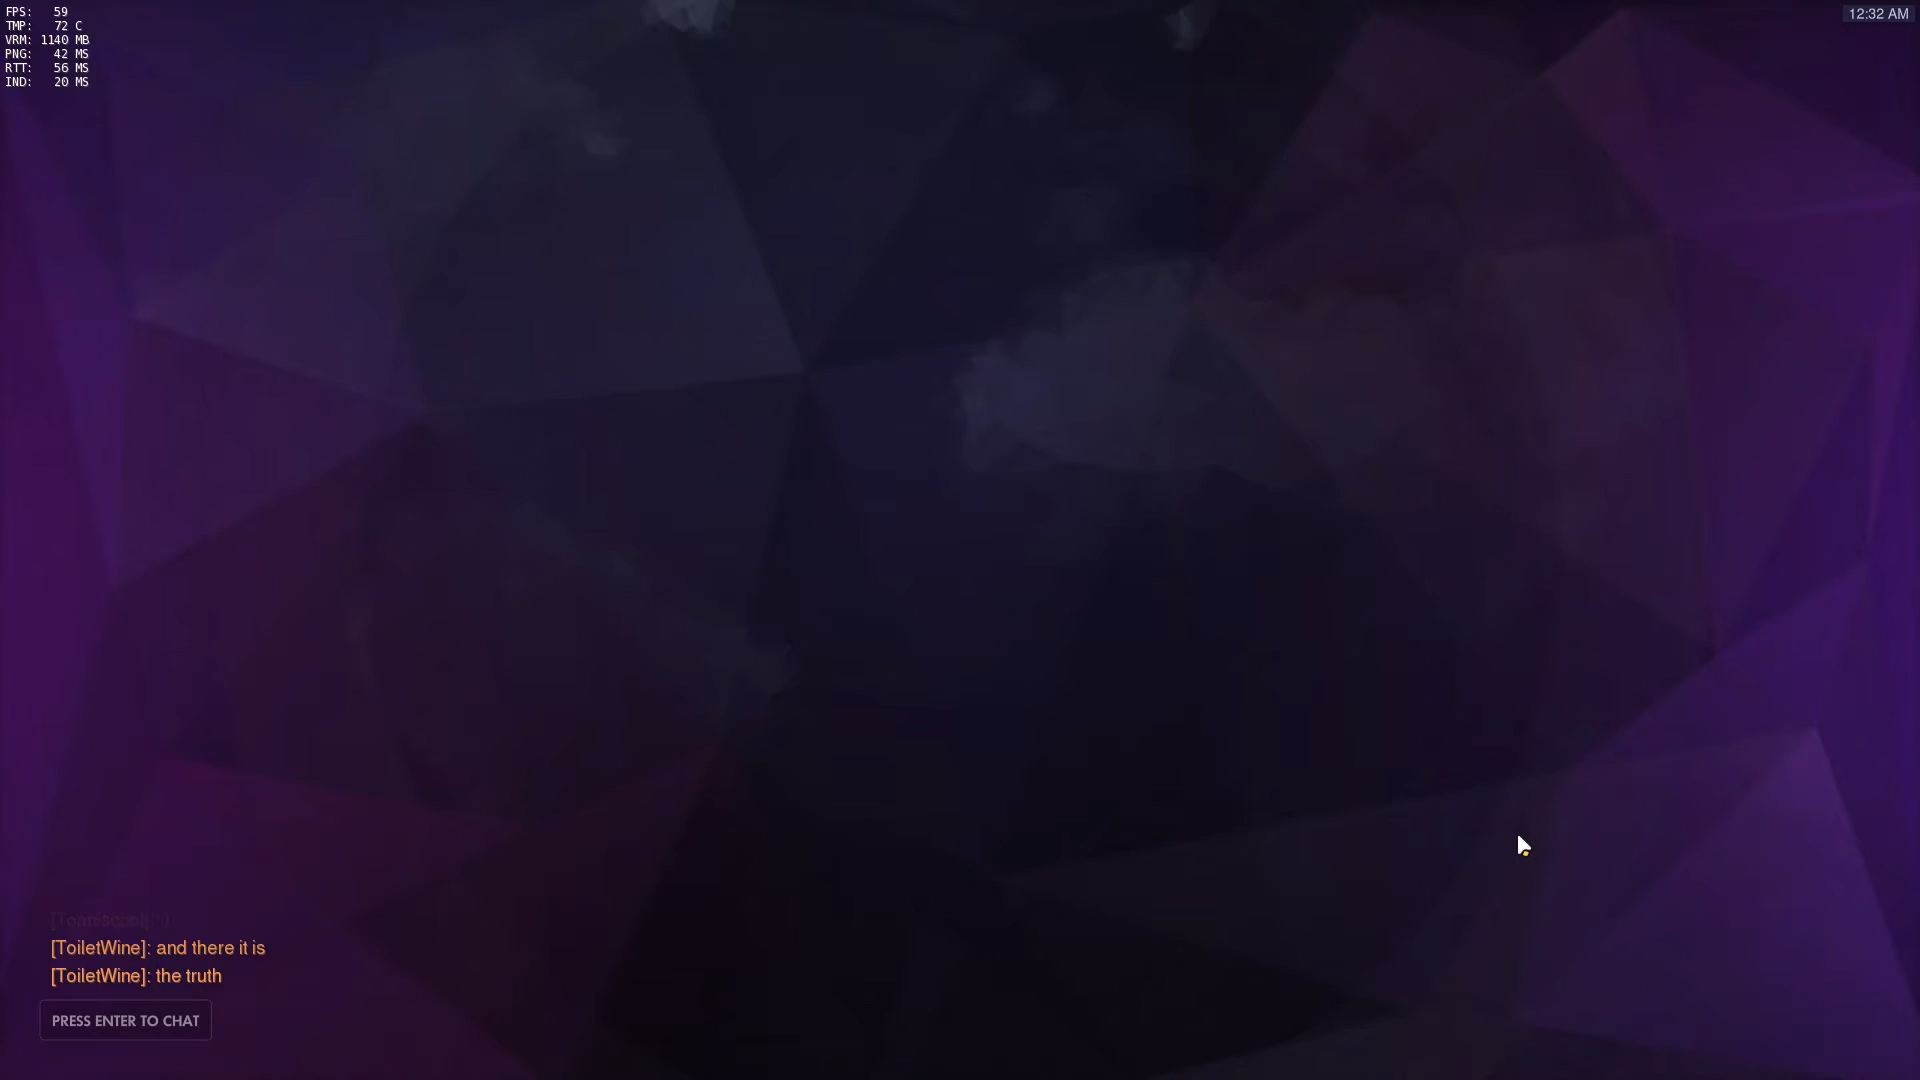 FPS: 59
TMP: 72 C
VRM: 1140 MB
PNG: 42 MS
RTT: 56 MS
IND: 20 MS
12:32 AM
[ToiletWine]: and there it is
[ToiletWine]: the truth
PRESS ENTER TO CHAT